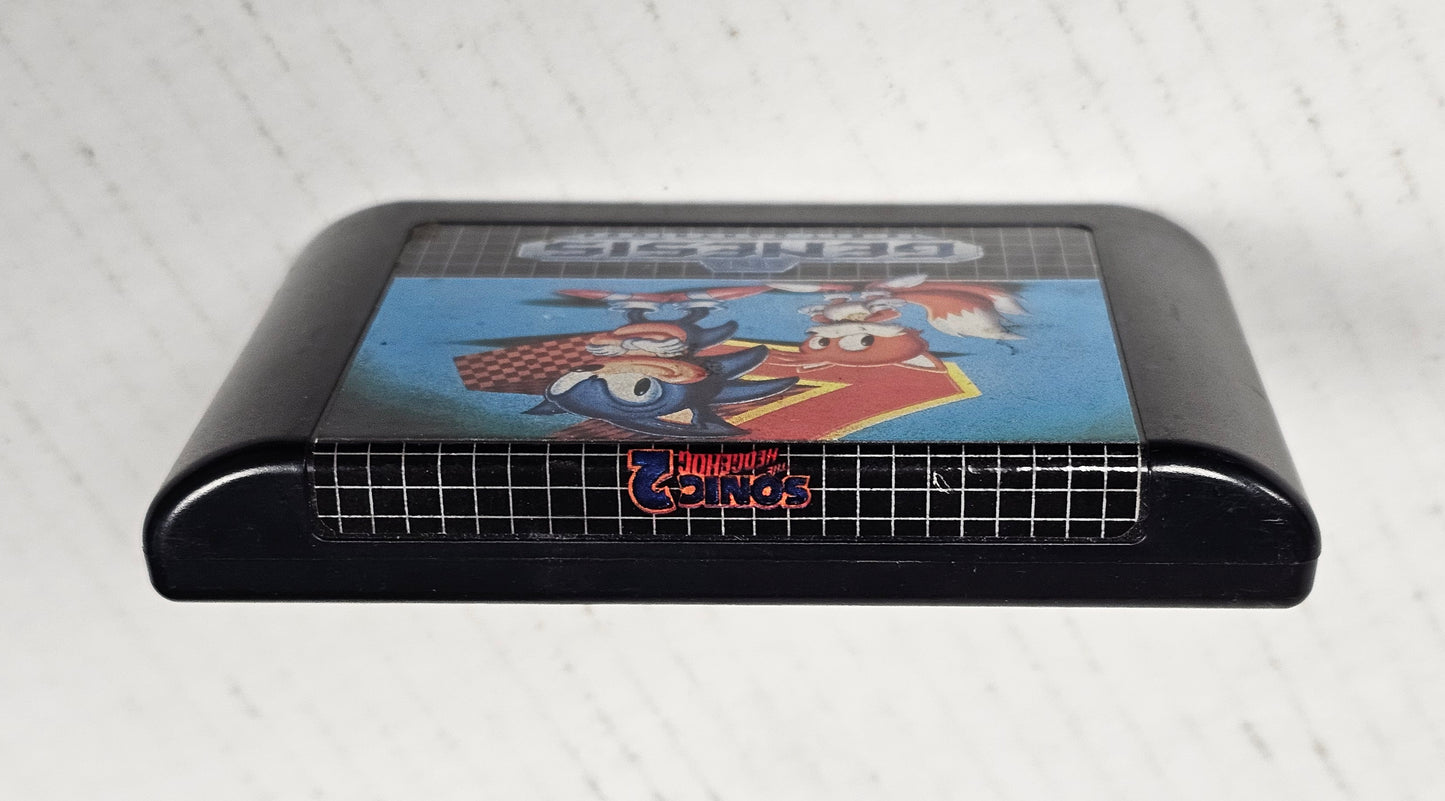 GENESIS
SONIC
THE
HEDGEHOG
2